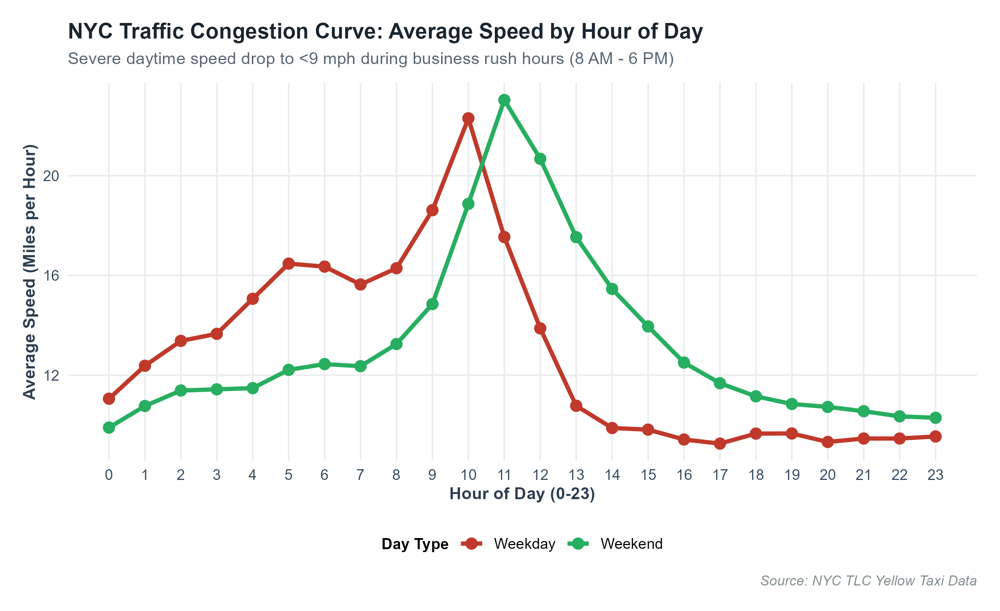 NYC Traffic Congestion Curve: Average Speed by Hour of Day
Severe daytime speed drop to <9 mph during business rush hours (8 AM - 6 PM)
Average Speed (Miles per Hour)
20
16
12
0 1 2 3 4 5 6 7 8 9 10 11 12 13 14 15 16 17 18 19 20 21 22 23
Hour of Day (0-23)
Day Type Weekday Weekend
Source: NYC TLC Yellow Taxi Data